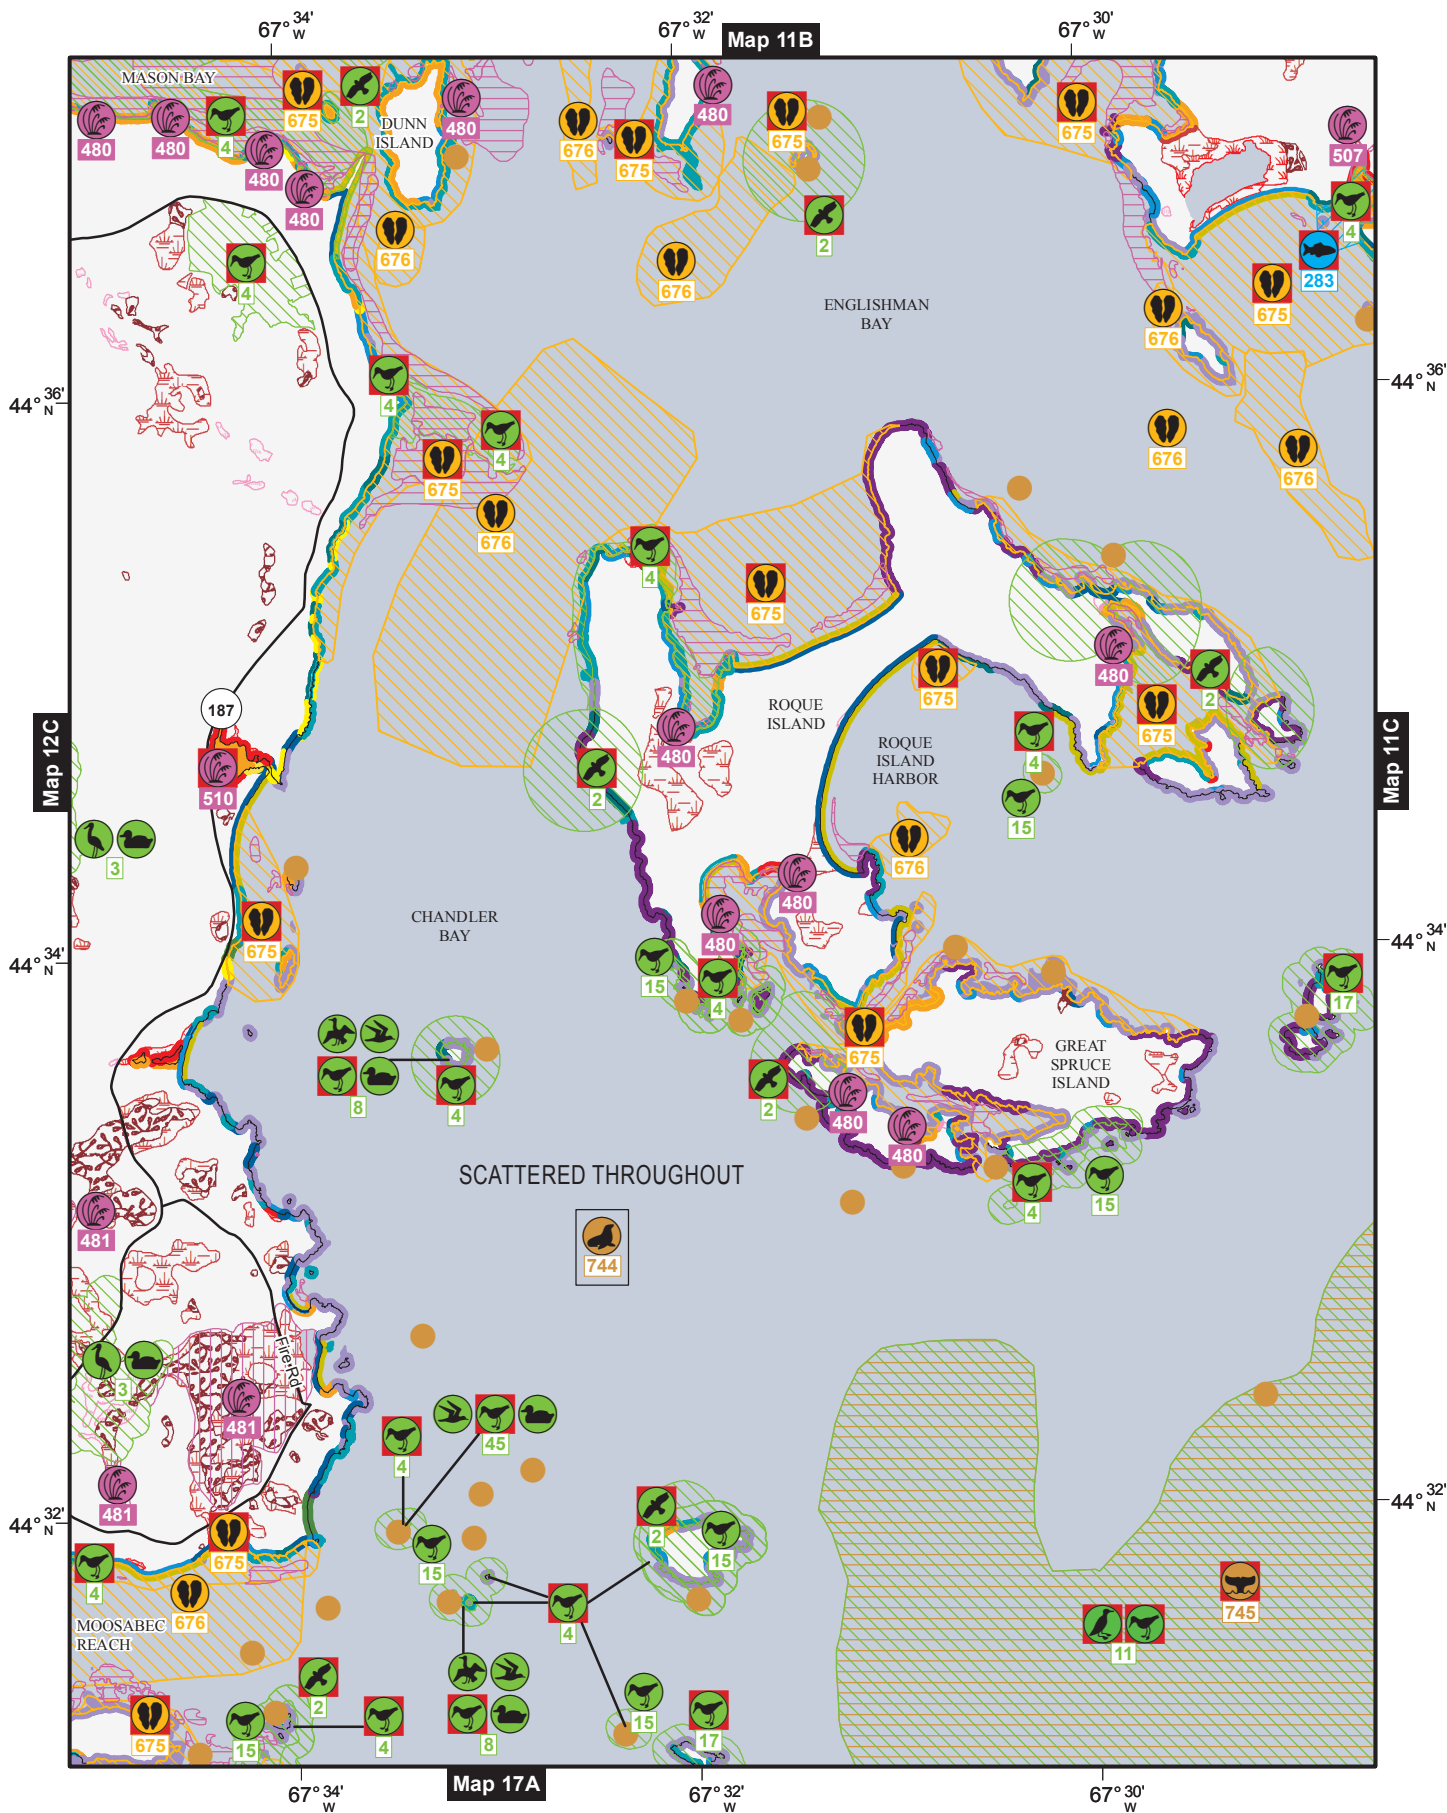 67° 34' W
67° 32' W
67° 30' W
Map 11B
MASON BAY
675
2
480
DUNN
ISLAND
480
480
4
480
480
676
675
480
675
675
507
2
4
676
4
676
283
675
ENGLISHMAN
BAY
676
44° 36' N
44° 36' N
4
4
675
676
676
676
4
675
480
2
675
675
ROQUE
ISLAND
187
480
ROQUE
ISLAND
HARBOR
4
Map 12C
Map 11C
510
2
15
3
676
480
675
CHANDLER
BAY
480
44° 34' N
44° 34' N
15
4
17
675
GREAT
SPRUCE
ISLAND
8
4
2
480
480
SCATTERED THROUGHOUT
4
15
481
744
Fire Rd
3
481
4
45
481
44° 32' N
44° 32' N
675
2
15
15
4
676
4
745
11
MOOSABEC
REACH
2
675
15
4
8
15
17
Map 17A
67° 34' W
67° 32' W
67° 30' W